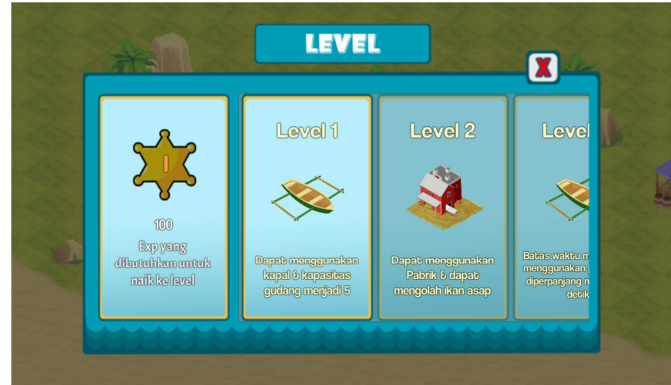 LEVEL
X
I
100
Exp yang
dibutuhkan untuk
naik ke level
Level 1
Dapat menggunakan
kapal & kapasitas
gudang menjadi 5
Level 2
Dapat menggunakan
Pabrik & dapat
mengolah ikan asap
Level
Batas waktu
menggunakan
diperpanjang
detik